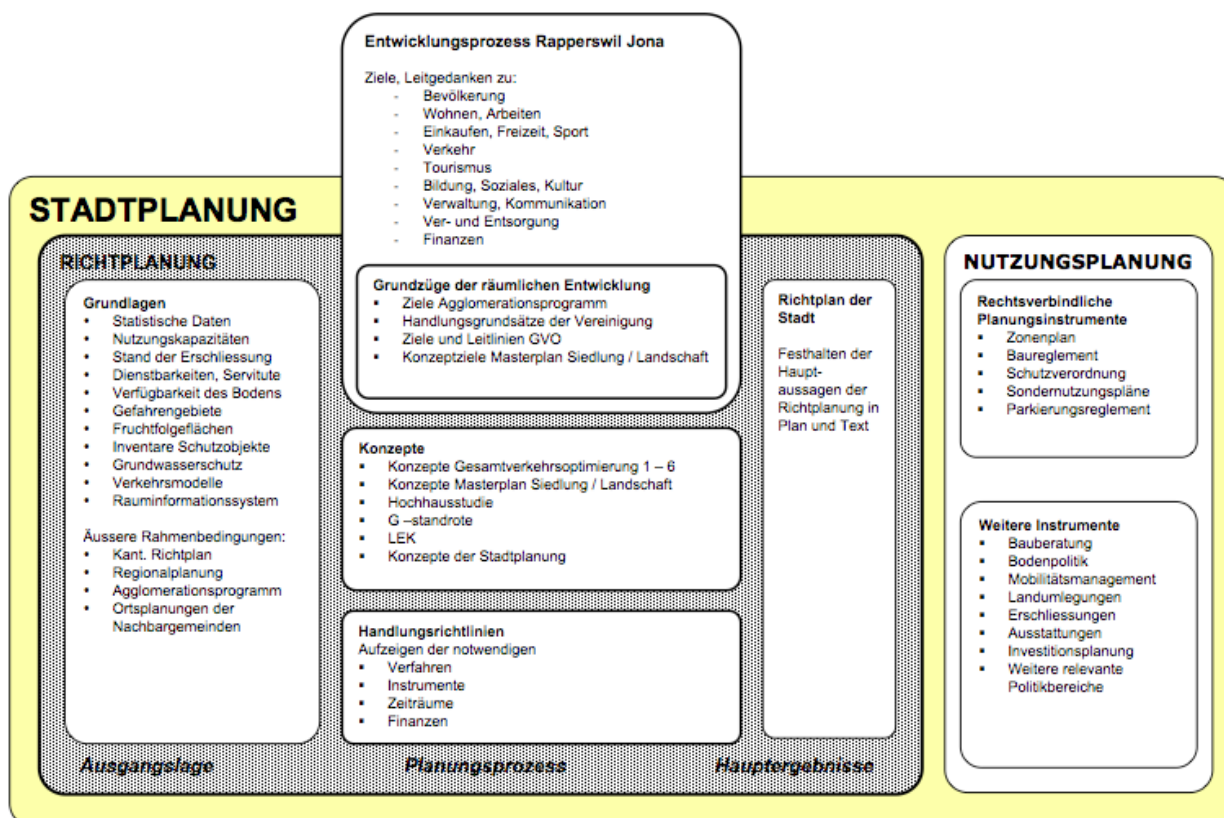 Entwicklungsprozess Rapperswil Jona
Ziele, Leitgedanken zu:
- Bevölkerung
- Wohnen, Arbeiten
- Einkaufen, Freizeit, Sport
- Verkehr
- Tourismus
- Bildung, Soziales, Kultur
- Verwaltung, Kommunikation
- Ver- und Entsorgung
- Finanzen
STADTPLANUNG
RICHTPLANUNG
Grundlagen
• Statistische Daten
• Nutzungskapazitäten
• Stand der Erschliessung
• Dienstbarkeiten, Servitute
• Verfügbarkeit des Bodens
• Gefahrengebiete
• Fruchtfolgeflächen
• Inventare Schutzobjekte
• Grundwasserschutz
• Verkehrsmodelle
• Rauminformationssystem
Äussere Rahmenbedingungen:
• Kant. Richtplan
• Regionalplanung
• Agglomerationsprogramm
• Ortsplanungen der
Nachbargemeinden
Grundzüge der räumlichen Entwicklung
▪ Ziele Agglomerationsprogramm
▪ Handlungsgrundsätze der Vereinigung
▪ Ziele und Leitlinien GVO
▪ Konzeptziele Masterplan Siedlung / Landschaft
Konzepte
▪ Konzepte Gesamtverkehrsoptimierung 1 – 6
▪ Konzepte Masterplan Siedlung / Landschaft
▪ Hochhausstudie
▪ G –standrote
▪ LEK
▪ Konzepte der Stadtplanung
Handlungsrichtlinien
Aufzeigen der notwendigen
▪ Verfahren
▪ Instrumente
▪ Zeiträume
▪ Finanzen
Richtplan der
Stadt
Festhalten der
Haupt-
aussagen der
Richtplanung in
Plan und Text
Ausgangslage
Planungsprozess
Hauptergebnisse
NUTZUNGSPLANUNG
Rechtsverbindliche
Planungsinstrumente
▪ Zonenplan
▪ Baureglement
▪ Schutzverordnung
▪ Sondernutzungspläne
▪ Parkierungsreglement
Weitere Instrumente
▪ Bauberatung
▪ Bodenpolitik
▪ Mobilitätsmanagement
▪ Landumlegungen
▪ Erschliessungen
▪ Ausstattungen
▪ Investitionsplanung
▪ Weitere relevante
Politikbereiche